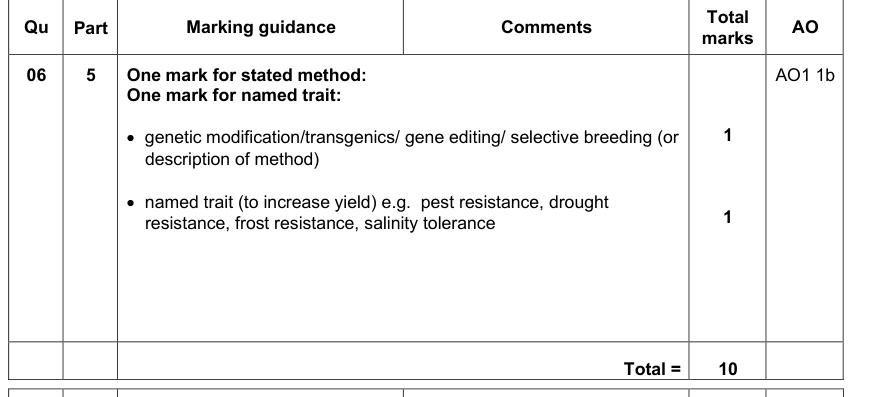 Qu Part Marking guidance Comments Total marks AO
06 5 One mark for stated method: AO1 1b
One mark for named trait:
• genetic modification/transgenics/ gene editing/ selective breeding (or 1
description of method)
• named trait (to increase yield) e.g.  pest resistance, drought 1
resistance, frost resistance, salinity tolerance
Total = 10